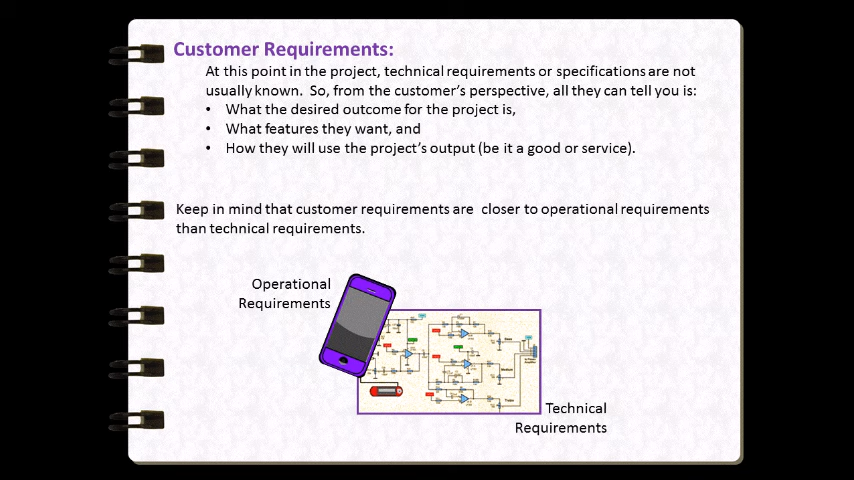 Customer Requirements:
At this point in the project, technical requirements or specifications are not
usually known. So, from the customer's perspective, all they can tell you is:
• What the desired outcome for the project is,
• What features they want, and
• How they will use the project's output (be it a good or service).
Keep in mind that customer requirements are closer to operational requirements
than technical requirements.
Operational
Requirements
Technical
Requirements